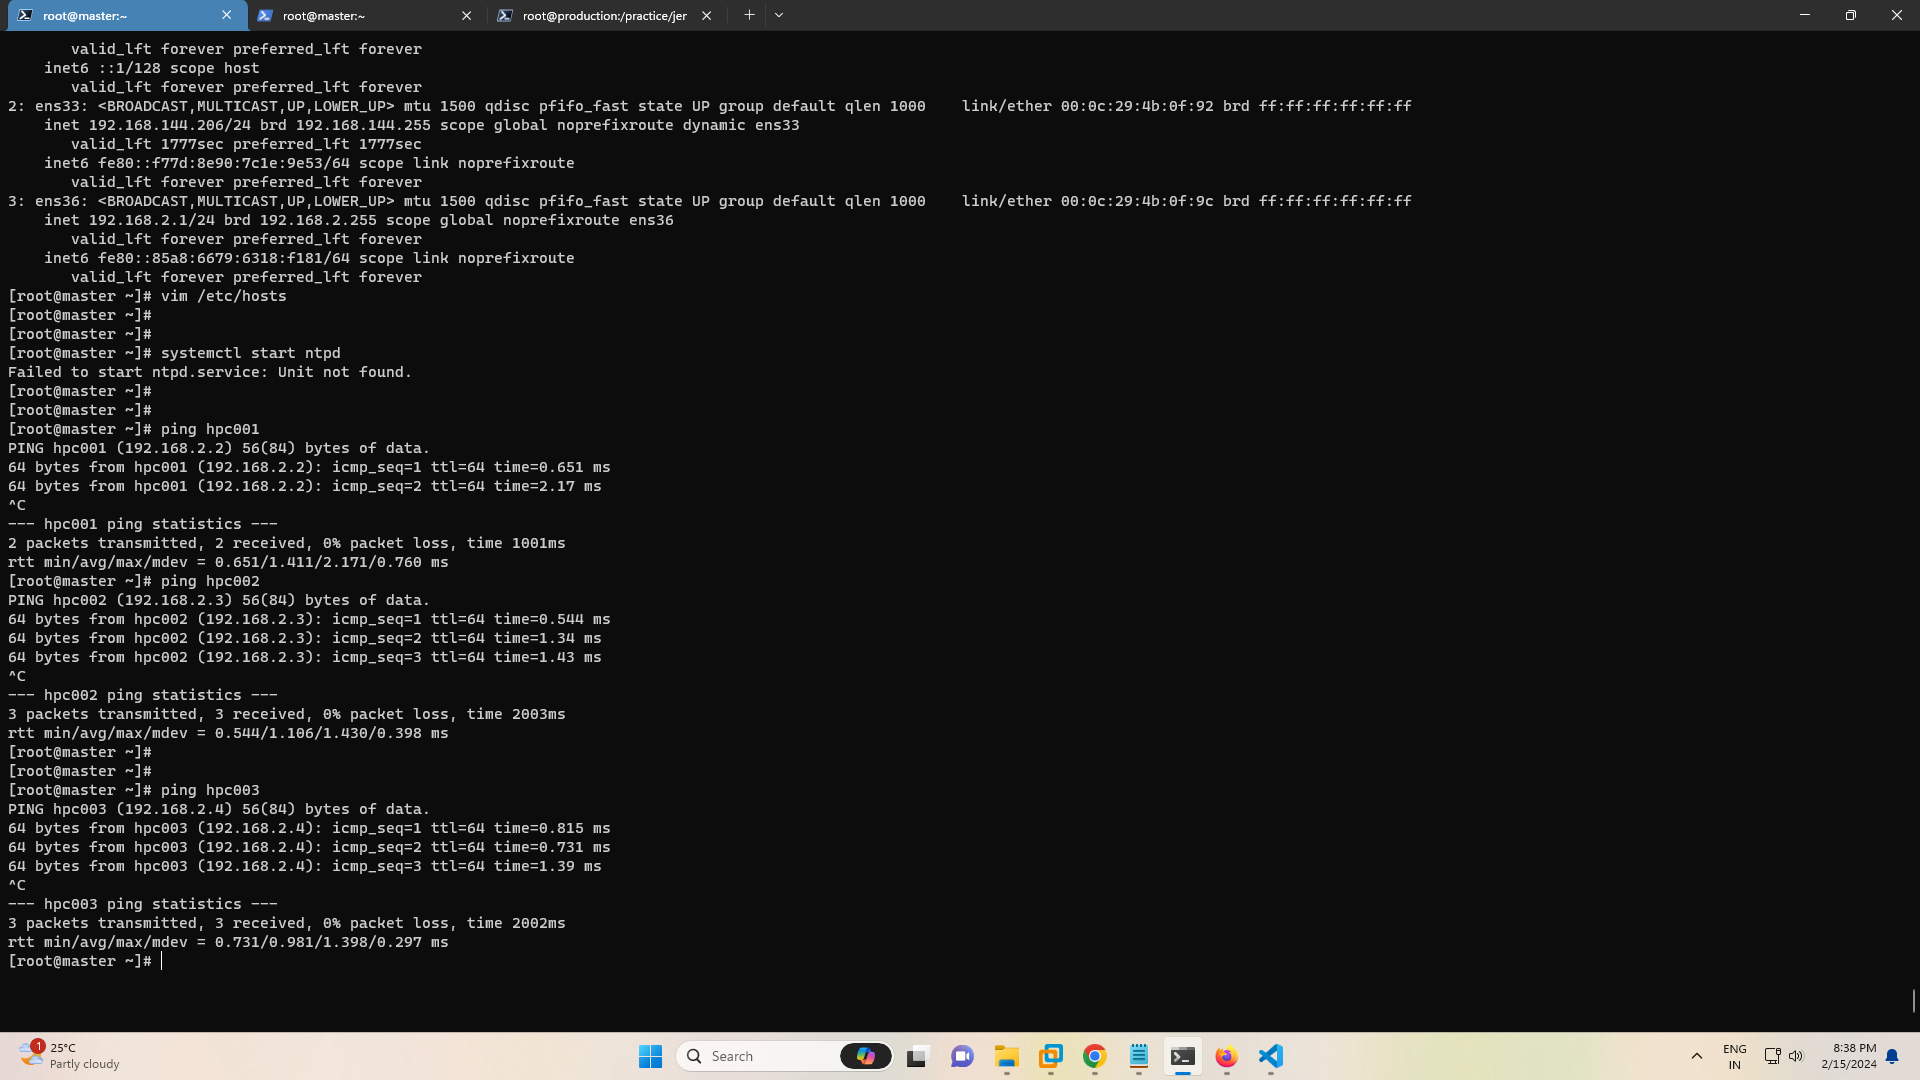 root@master:~
root@master:~
root@production:/practice/jer
valid_lft forever preferred_lft forever
inet6 ::1/128 scope host
valid_lft forever preferred_lft forever
2: ens33: <BROADCAST,MULTICAST,UP,LOWER_UP> mtu 1500 qdisc pfifo_fast state UP group default qlen 1000    link/ether 00:0c:29:4b:0f:92 brd ff:ff:ff:ff:ff:ff
inet 192.168.144.206/24 brd 192.168.144.255 scope global noprefixroute dynamic ens33
valid_lft 1777sec preferred_lft 1777sec
inet6 fe80::f77d:8e90:7c1e:9e53/64 scope link noprefixroute
valid_lft forever preferred_lft forever
3: ens36: <BROADCAST,MULTICAST,UP,LOWER_UP> mtu 1500 qdisc pfifo_fast state UP group default qlen 1000    link/ether 00:0c:29:4b:0f:9c brd ff:ff:ff:ff:ff:ff
inet 192.168.2.1/24 brd 192.168.2.255 scope global noprefixroute ens36
valid_lft forever preferred_lft forever
inet6 fe80::85a8:6679:6318:f181/64 scope link noprefixroute
valid_lft forever preferred_lft forever
[root@master ~]# vim /etc/hosts
[root@master ~]#
[root@master ~]#
[root@master ~]# systemctl start ntpd
Failed to start ntpd.service: Unit not found.
[root@master ~]#
[root@master ~]#
[root@master ~]# ping hpc001
PING hpc001 (192.168.2.2) 56(84) bytes of data.
64 bytes from hpc001 (192.168.2.2): icmp_seq=1 ttl=64 time=0.651 ms
64 bytes from hpc001 (192.168.2.2): icmp_seq=2 ttl=64 time=2.17 ms
^C
--- hpc001 ping statistics ---
2 packets transmitted, 2 received, 0% packet loss, time 1001ms
rtt min/avg/max/mdev = 0.651/1.411/2.171/0.760 ms
[root@master ~]# ping hpc002
PING hpc002 (192.168.2.3) 56(84) bytes of data.
64 bytes from hpc002 (192.168.2.3): icmp_seq=1 ttl=64 time=0.544 ms
64 bytes from hpc002 (192.168.2.3): icmp_seq=2 ttl=64 time=1.34 ms
64 bytes from hpc002 (192.168.2.3): icmp_seq=3 ttl=64 time=1.43 ms
^C
--- hpc002 ping statistics ---
3 packets transmitted, 3 received, 0% packet loss, time 2003ms
rtt min/avg/max/mdev = 0.544/1.106/1.430/0.398 ms
[root@master ~]#
[root@master ~]#
[root@master ~]# ping hpc003
PING hpc003 (192.168.2.4) 56(84) bytes of data.
64 bytes from hpc003 (192.168.2.4): icmp_seq=1 ttl=64 time=0.815 ms
64 bytes from hpc003 (192.168.2.4): icmp_seq=2 ttl=64 time=0.731 ms
64 bytes from hpc003 (192.168.2.4): icmp_seq=3 ttl=64 time=1.39 ms
^C
--- hpc003 ping statistics ---
3 packets transmitted, 3 received, 0% packet loss, time 2002ms
rtt min/avg/max/mdev = 0.731/0.981/1.398/0.297 ms
[root@master ~]#
1
25°C
Partly cloudy
Search
ENG
IN
8:38 PM
2/15/2024